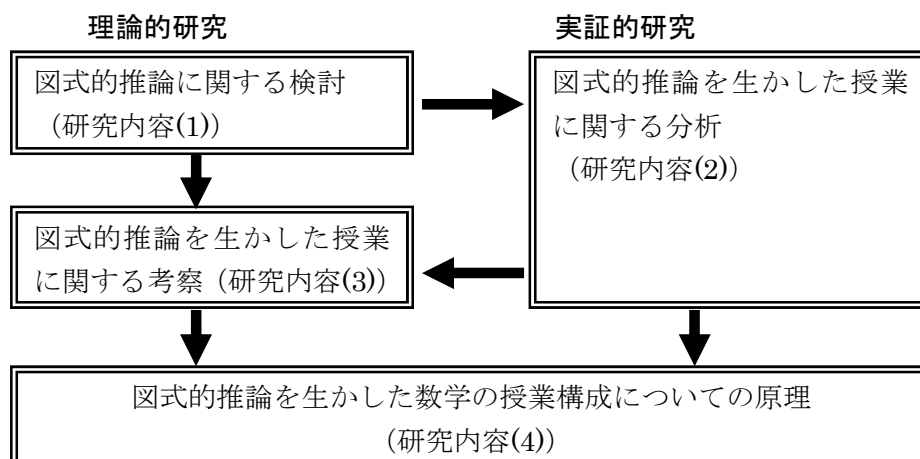 理論的研究
実証的研究
図式的推論に関する検討
（研究内容(1)）
図式的推論を生かした授業
に関する分析
（研究内容(2)）
図式的推論を生かした授業
に関する考察（研究内容(3)）
図式的推論を生かした数学の授業構成についての原理
（研究内容(4)）